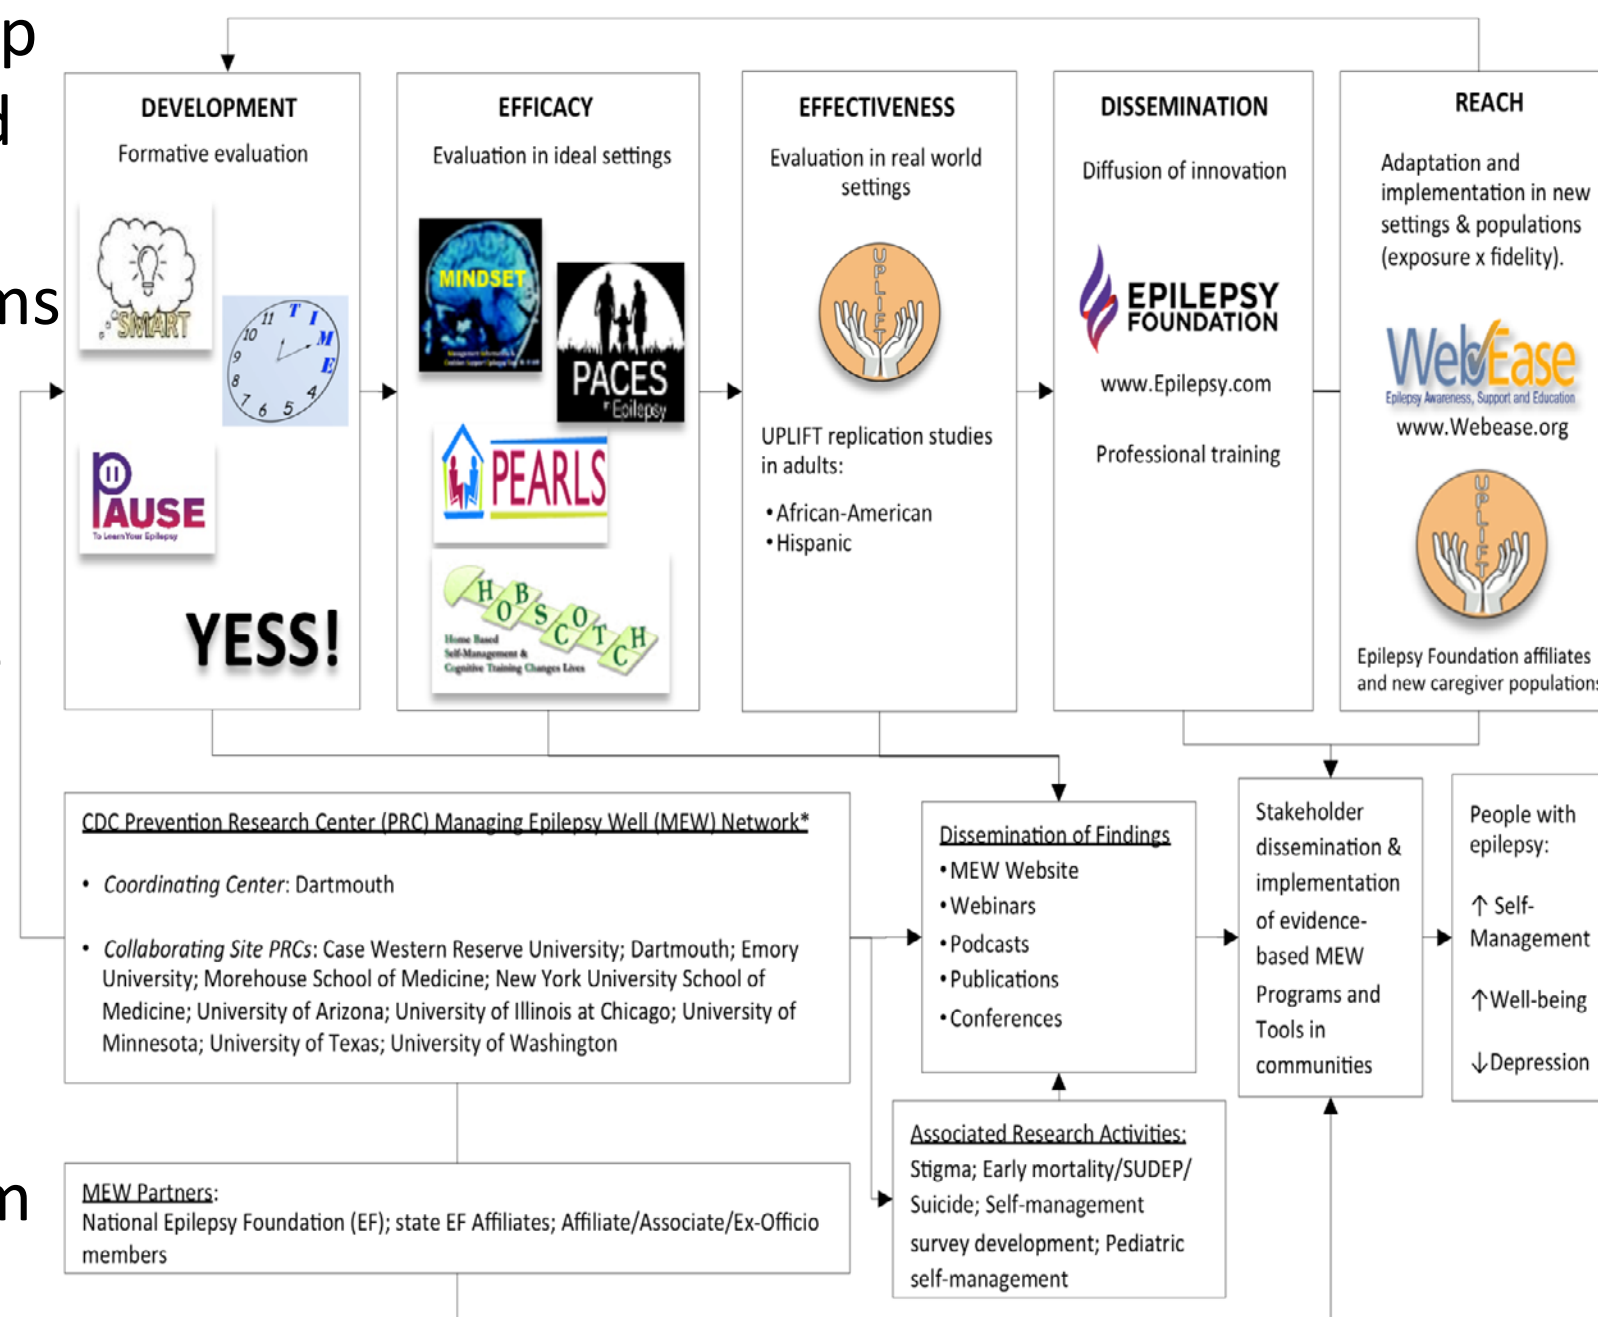 p
d
ms
m
DEVELOPMENT
Formative evaluation
SMART
11
T I M E
10
9
8
7
6
5
4
PAUSE
To Learn Your Epilepsy
YESS!
EFFICACY
Evaluation in ideal settings
MINDSET
PACES
in Epilepsy
PEARLS
HOBSCOTCH
Home Based
Self-Management &
Cognitive Training Changes Lives
EFFECTIVENESS
Evaluation in real world
settings
UPLIFT
UPLIFT replication studies
in adults:
• African-American
• Hispanic
DISSEMINATION
Diffusion of innovation
EPILEPSY
FOUNDATION
www.Epilepsy.com
Professional training
REACH
Adaptation and
implementation in new
settings & populations
(exposure x fidelity).
WebEase
Epilepsy Awareness, Support and Education
www.Webease.org
UPLIFT
Epilepsy Foundation affiliates
and new caregiver populations
CDC Prevention Research Center (PRC) Managing Epilepsy Well (MEW) Network*
• Coordinating Center: Dartmouth
• Collaborating Site PRCs: Case Western Reserve University; Dartmouth; Emory
University; Morehouse School of Medicine; New York University School of
Medicine; University of Arizona; University of Illinois at Chicago; University of
Minnesota; University of Texas; University of Washington
MEW Partners:
National Epilepsy Foundation (EF); state EF Affiliates; Affiliate/Associate/Ex-Officio
members
Dissemination of Findings
• MEW Website
• Webinars
• Podcasts
• Publications
• Conferences
Associated Research Activities:
Stigma; Early mortality/SUDEP/
Suicide; Self-management
survey development; Pediatric
self-management
Stakeholder
dissemination &
implementation
of evidence-
based MEW
Programs and
Tools in
communities
People with
epilepsy:
↑ Self-
Management
↑Well-being
↓Depression